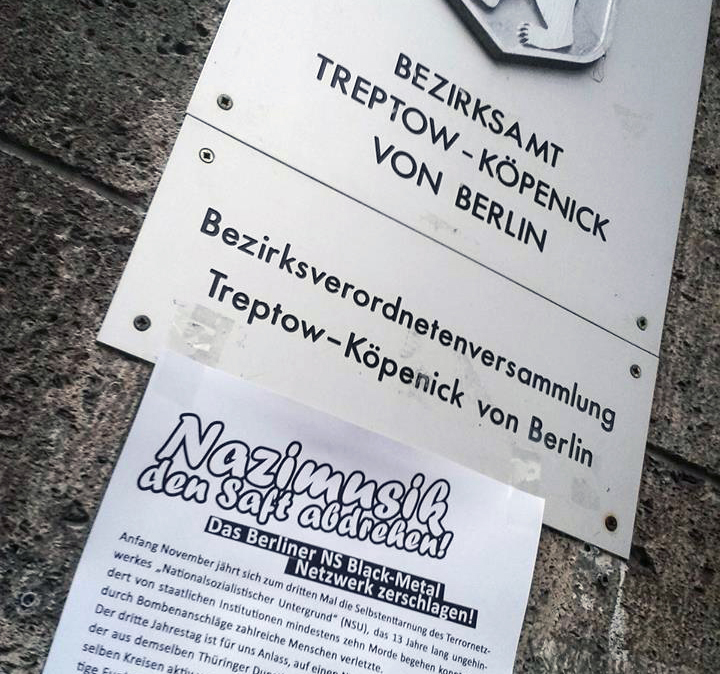 BEZIRKSAMT
TREPTOW-KÖPENICK
VON BERLIN
Bezirksverordnetenversammlung
Treptow-Köpenick von Berlin
Nazimusik
den Saft abdrehen!
Das Berliner NS Black-Metal
Netzwerk zerschlagen!
Anfang November jährt sich zum dritten Mal die Selbstenttarnung des Terrornetz-
werkes „Nationalsozialistischer Untergrund“ (NSU), das 13 Jahre lang ungehin-
dert von staatlichen Institutionen mindestens zehn Morde begehen
durch Bombenanschläge zahlreiche Menschen verletzte.
Der dritte Jahrestag ist für uns Anlass, auf einen
der aus demselben Thüringer
selben Kreisen